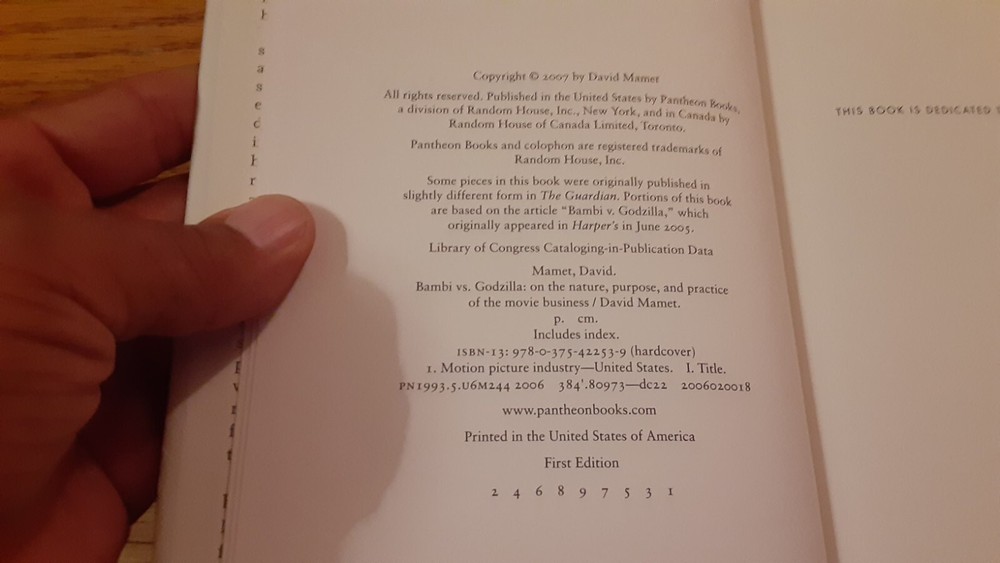 Copyright © 2007 by David Mamet
All rights reserved. Published in the United States by Pantheon Books,
a division of Random House, Inc., New York, and in Canada by
Random House of Canada Limited, Toronto.
Pantheon Books and colophon are registered trademarks of
Random House, Inc.
Some pieces in this book were originally published in
slightly different form in The Guardian. Portions of this book
are based on the article “Bambi v. Godzilla,” which
originally appeared in Harper's in June 2005.
Library of Congress Cataloging-in-Publication Data
Mamet, David.
Bambi vs. Godzilla: on the nature, purpose, and practice
of the movie business / David Mamet.
p. cm.
Includes index.
ISBN-13: 978-0-375-42253-9 (hardcover)
1. Motion picture industry—United States. I. Title.
PN1993.5.U6M244 2006 384'.80973—dc22 2006020018
www.pantheonbooks.com
Printed in the United States of America
First Edition
2 4 6 8 9 7 5 3 1
THIS BOOK IS DEDICATED